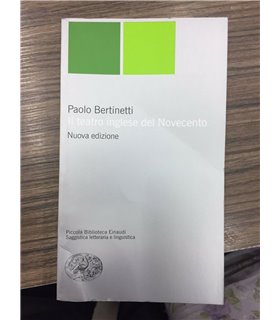 Paolo Bertinetti
Il teatro inglese del Novecento
Nuova edizione
Piccola Biblioteca Einaudi
Saggistica letteraria e linguistica